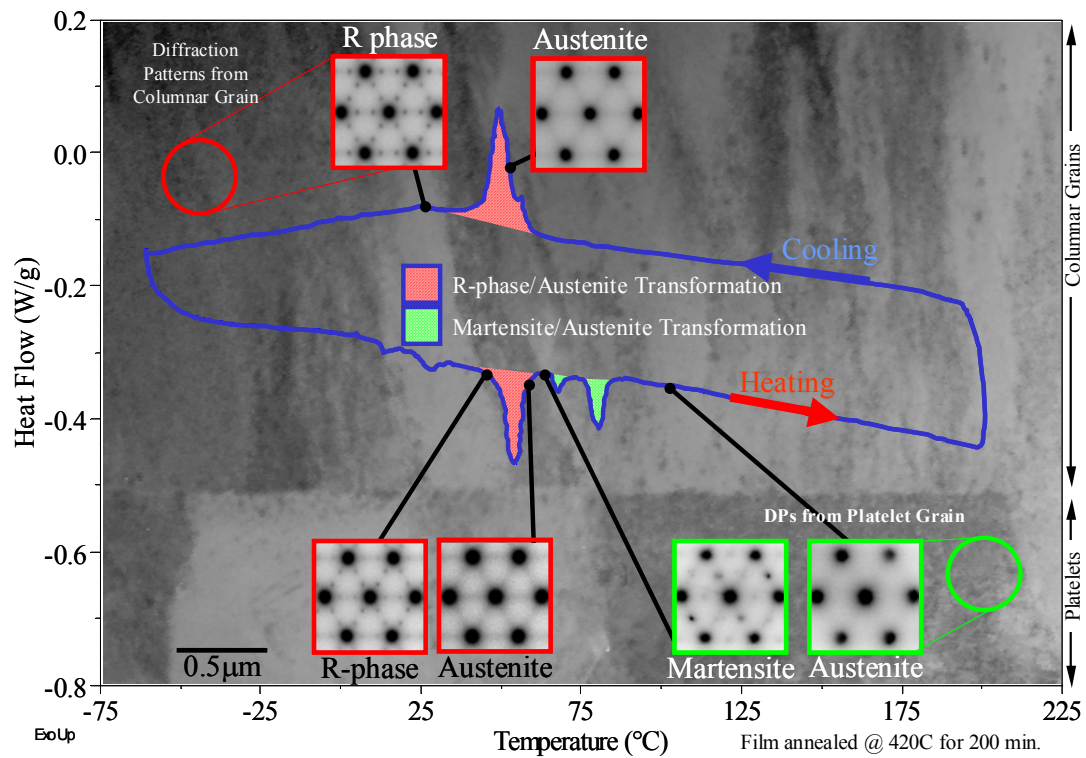 0.2
0.0
-0.2
-0.4
-0.6
-0.8
Heat Flow (W/g)
Diffraction
Patterns from
Columnar Grain
R phase
Austenite
Cooling
R-phase/Austenite Transformation
Martensite/Austenite Transformation
Heating
DPs from Platelet Grain
R-phase
Austenite
Martensite
Austenite
0.5μm
Columnar Grains
Platelets
-75
-25
25
75
125
175
225
Exo Up
Temperature (°C)
Film annealed @ 420C for 200 min.